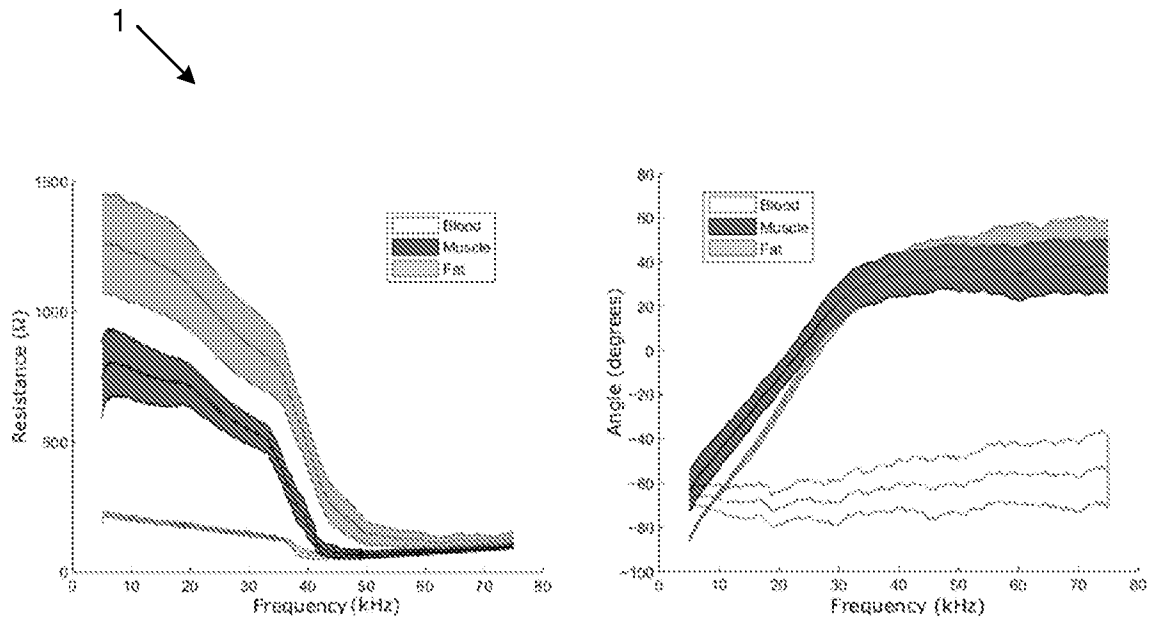 1
1500
1000
500
0
Resistance (Ω)
Blood
Muscle
Fat
0 10 20 30 40 50 60 70 80
Frequency (kHz)
80
60
40
20
0
-20
-40
-60
-80
-100
Angle (degrees)
Blood
Muscle
Fat
0 10 20 30 40 50 60 70 80
Frequency (kHz)